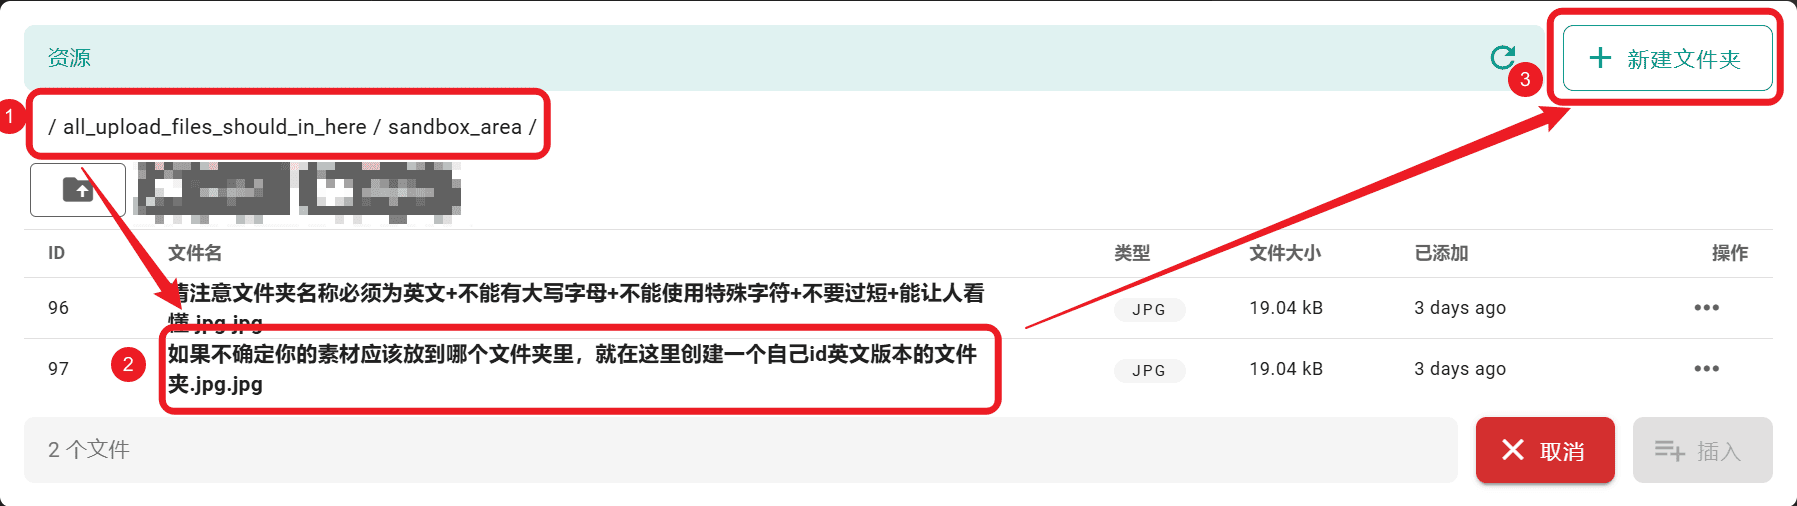 资源
3
新建文件夹
1
/ all_upload_files_should_in_here / sandbox_area /
ID 文件名 类型 文件大小 已添加 操作
96 请注意文件夹名称必须为英文+不能有大写字母+不能使用特殊字符+不要过短+能让人看 JPG 19.04 kB 3 days ago
懂.jpg.jpg
2
97 如果不确定你的素材应该放到哪个文件夹里，就在这里创建一个自己id英文版本的文件 JPG 19.04 kB 3 days ago
夹.jpg.jpg
2 个文件 取消 插入